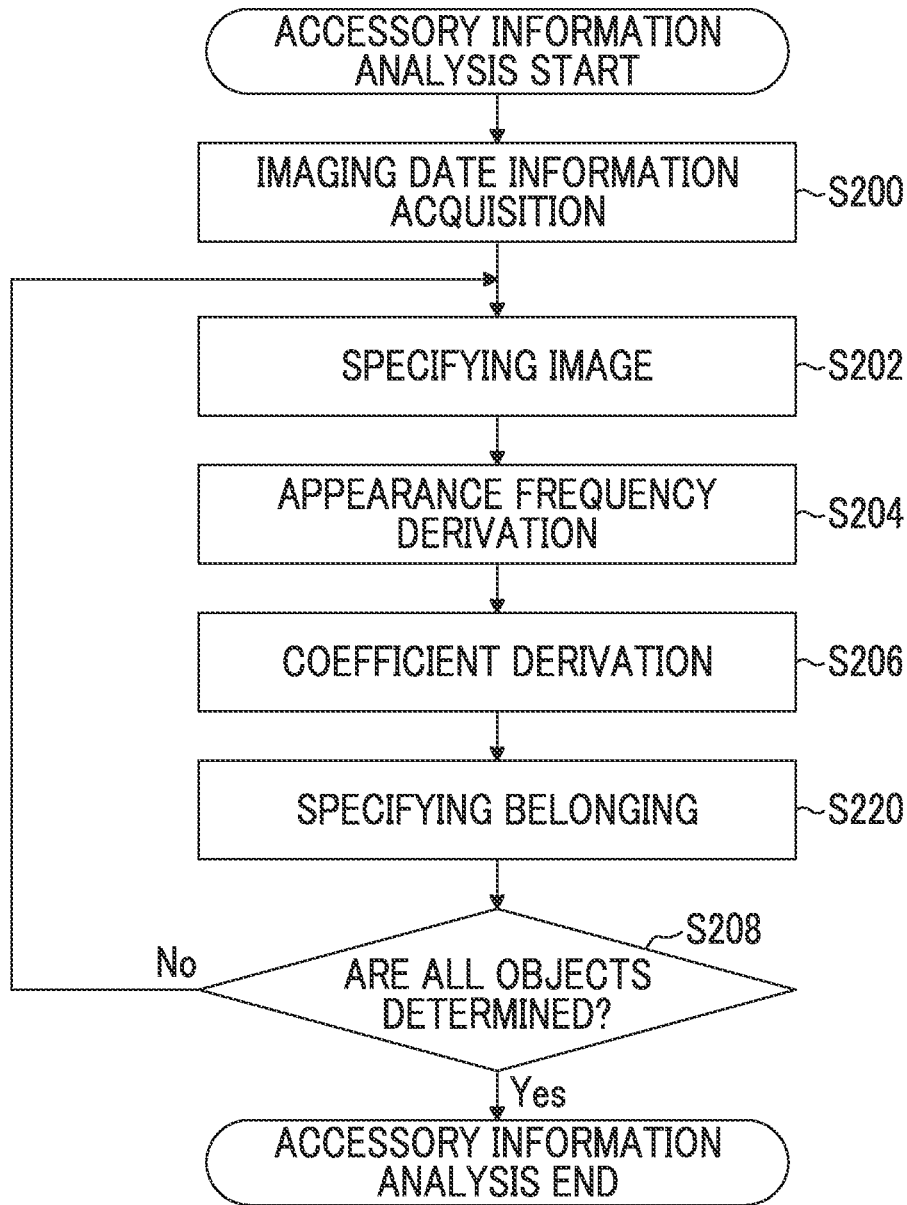 ACCESSORY INFORMATION
ANALYSIS START
IMAGING DATE INFORMATION
ACQUISITION
S200
SPECIFYING IMAGE
S202
APPEARANCE FREQUENCY
DERIVATION
S204
COEFFICIENT DERIVATION
S206
SPECIFYING BELONGING
S220
S208
No
ARE ALL OBJECTS
DETERMINED?
Yes
ACCESSORY INFORMATION
ANALYSIS END